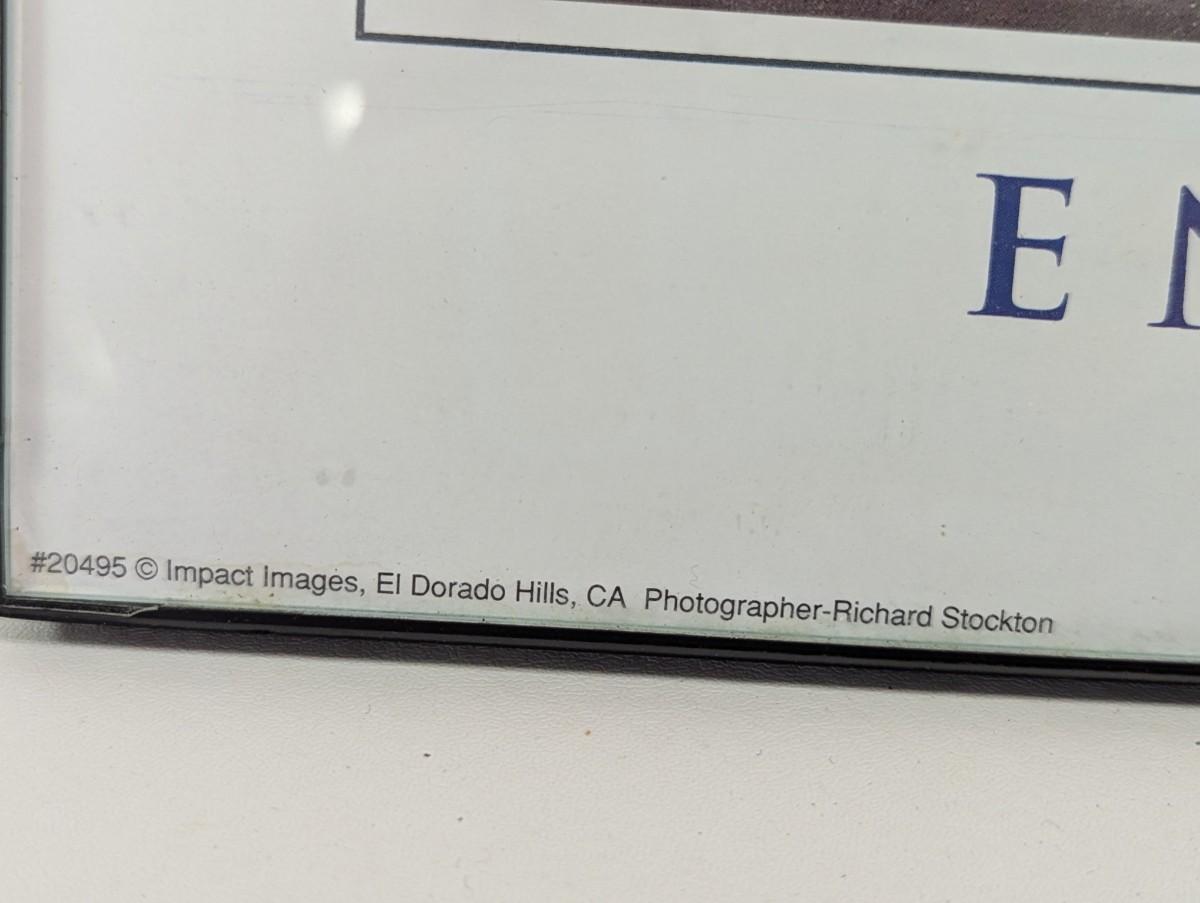 E N
#20495 © Impact Images, El Dorado Hills, CA Photographer-Richard Stockton